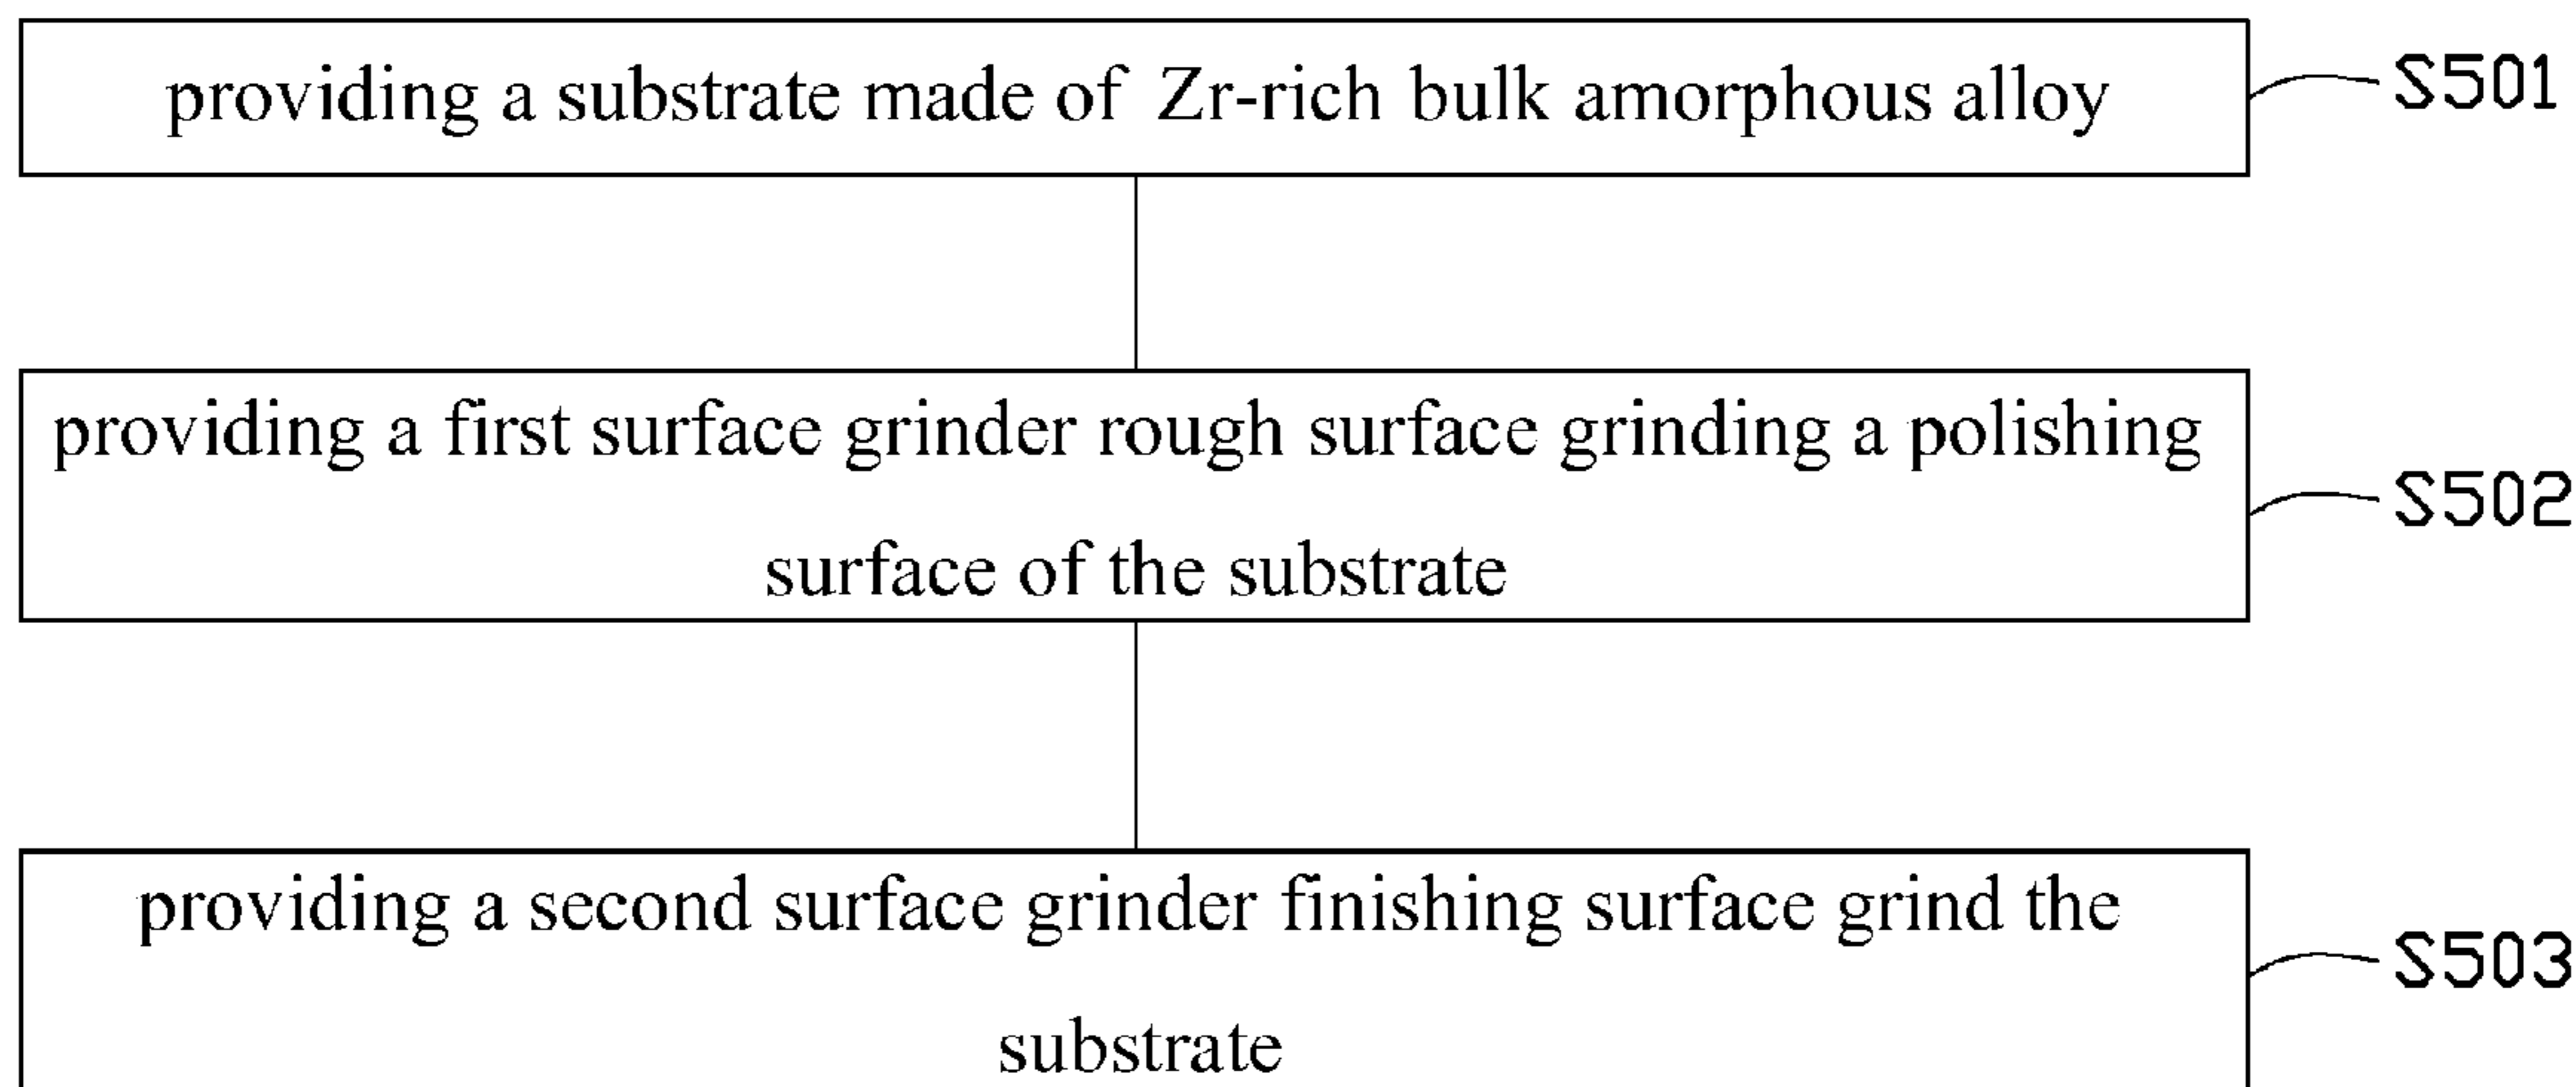 providing a substrate made of Zr-rich bulk amorphous alloy
S501
providing a first surface grinder rough surface grinding a polishing
surface of the substrate
S502
providing a second surface grinder finishing surface grind the
substrate
S503